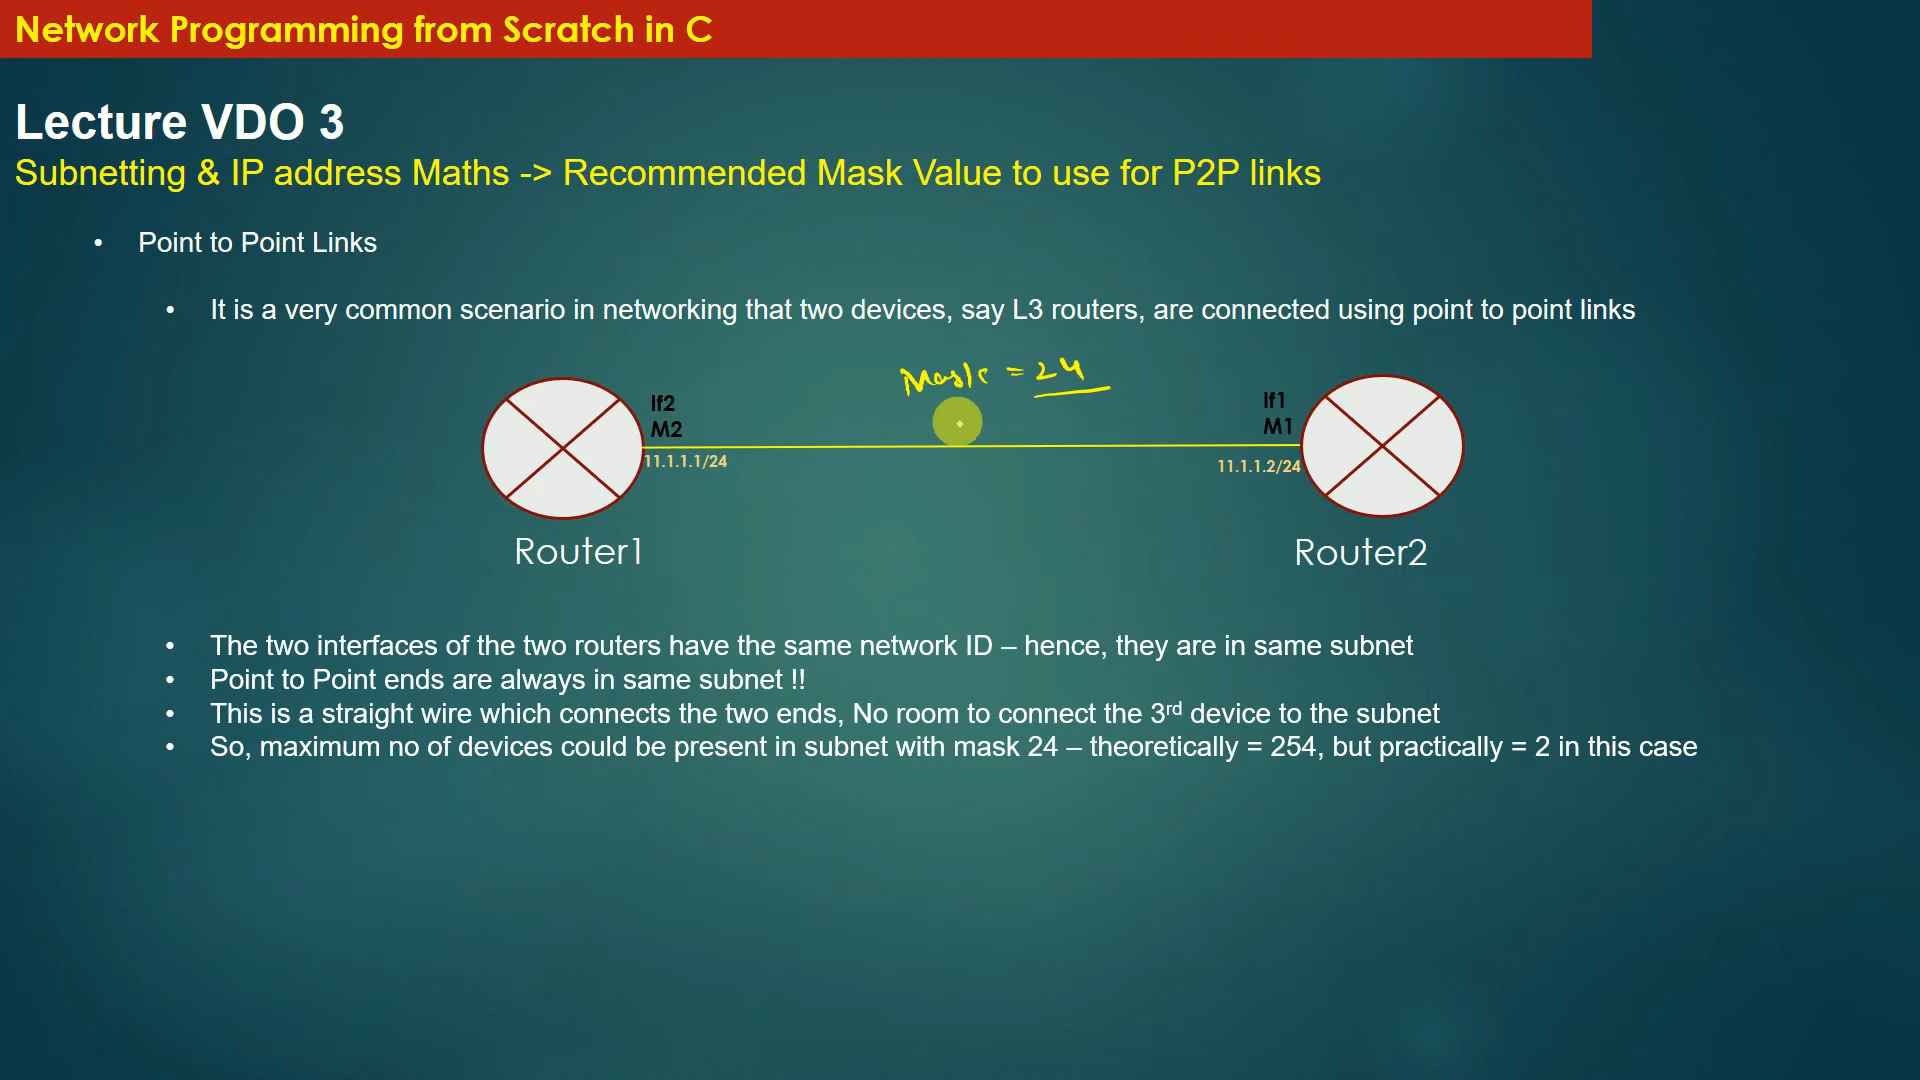 Network Programming from Scratch in C
Lecture VDO 3
Subnetting & IP address Maths -> Recommended Mask Value to use for P2P links
• Point to Point Links
• It is a very common scenario in networking that two devices, say L3 routers, are connected using point to point links
Mask = 24
If2
M2
11.1.1.1/24
If1
M1
11.1.1.2/24
Router1
Router2
• The two interfaces of the two routers have the same network ID – hence, they are in same subnet
• Point to Point ends are always in same subnet !!
• This is a straight wire which connects the two ends, No room to connect the 3rd device to the subnet
• So, maximum no of devices could be present in subnet with mask 24 – theoretically = 254, but practically = 2 in this case